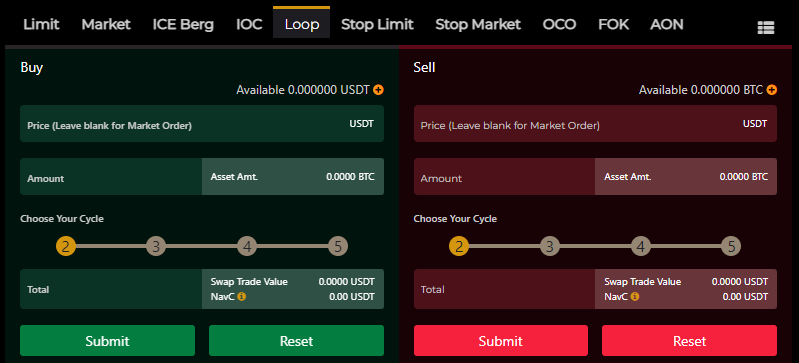 Limit Market ICE Berg IOC Loop Stop Limit Stop Market OCO FOK AON
Buy
Available 0.000000 USDT
Price (Leave blank for Market Order) USDT
Amount Asset Amt. 0.0000 BTC
Choose Your Cycle
2 3 4 5
Total
Swap Trade Value 0.0000 USDT
NavC 0.00 USDT
Submit Reset
Sell
Available 0.000000 BTC
Price (Leave blank for Market Order) USDT
Amount Asset Amt. 0.0000 BTC
Choose Your Cycle
2 3 4 5
Total
Swap Trade Value 0.0000 USDT
NavC 0.00 USDT
Submit Reset